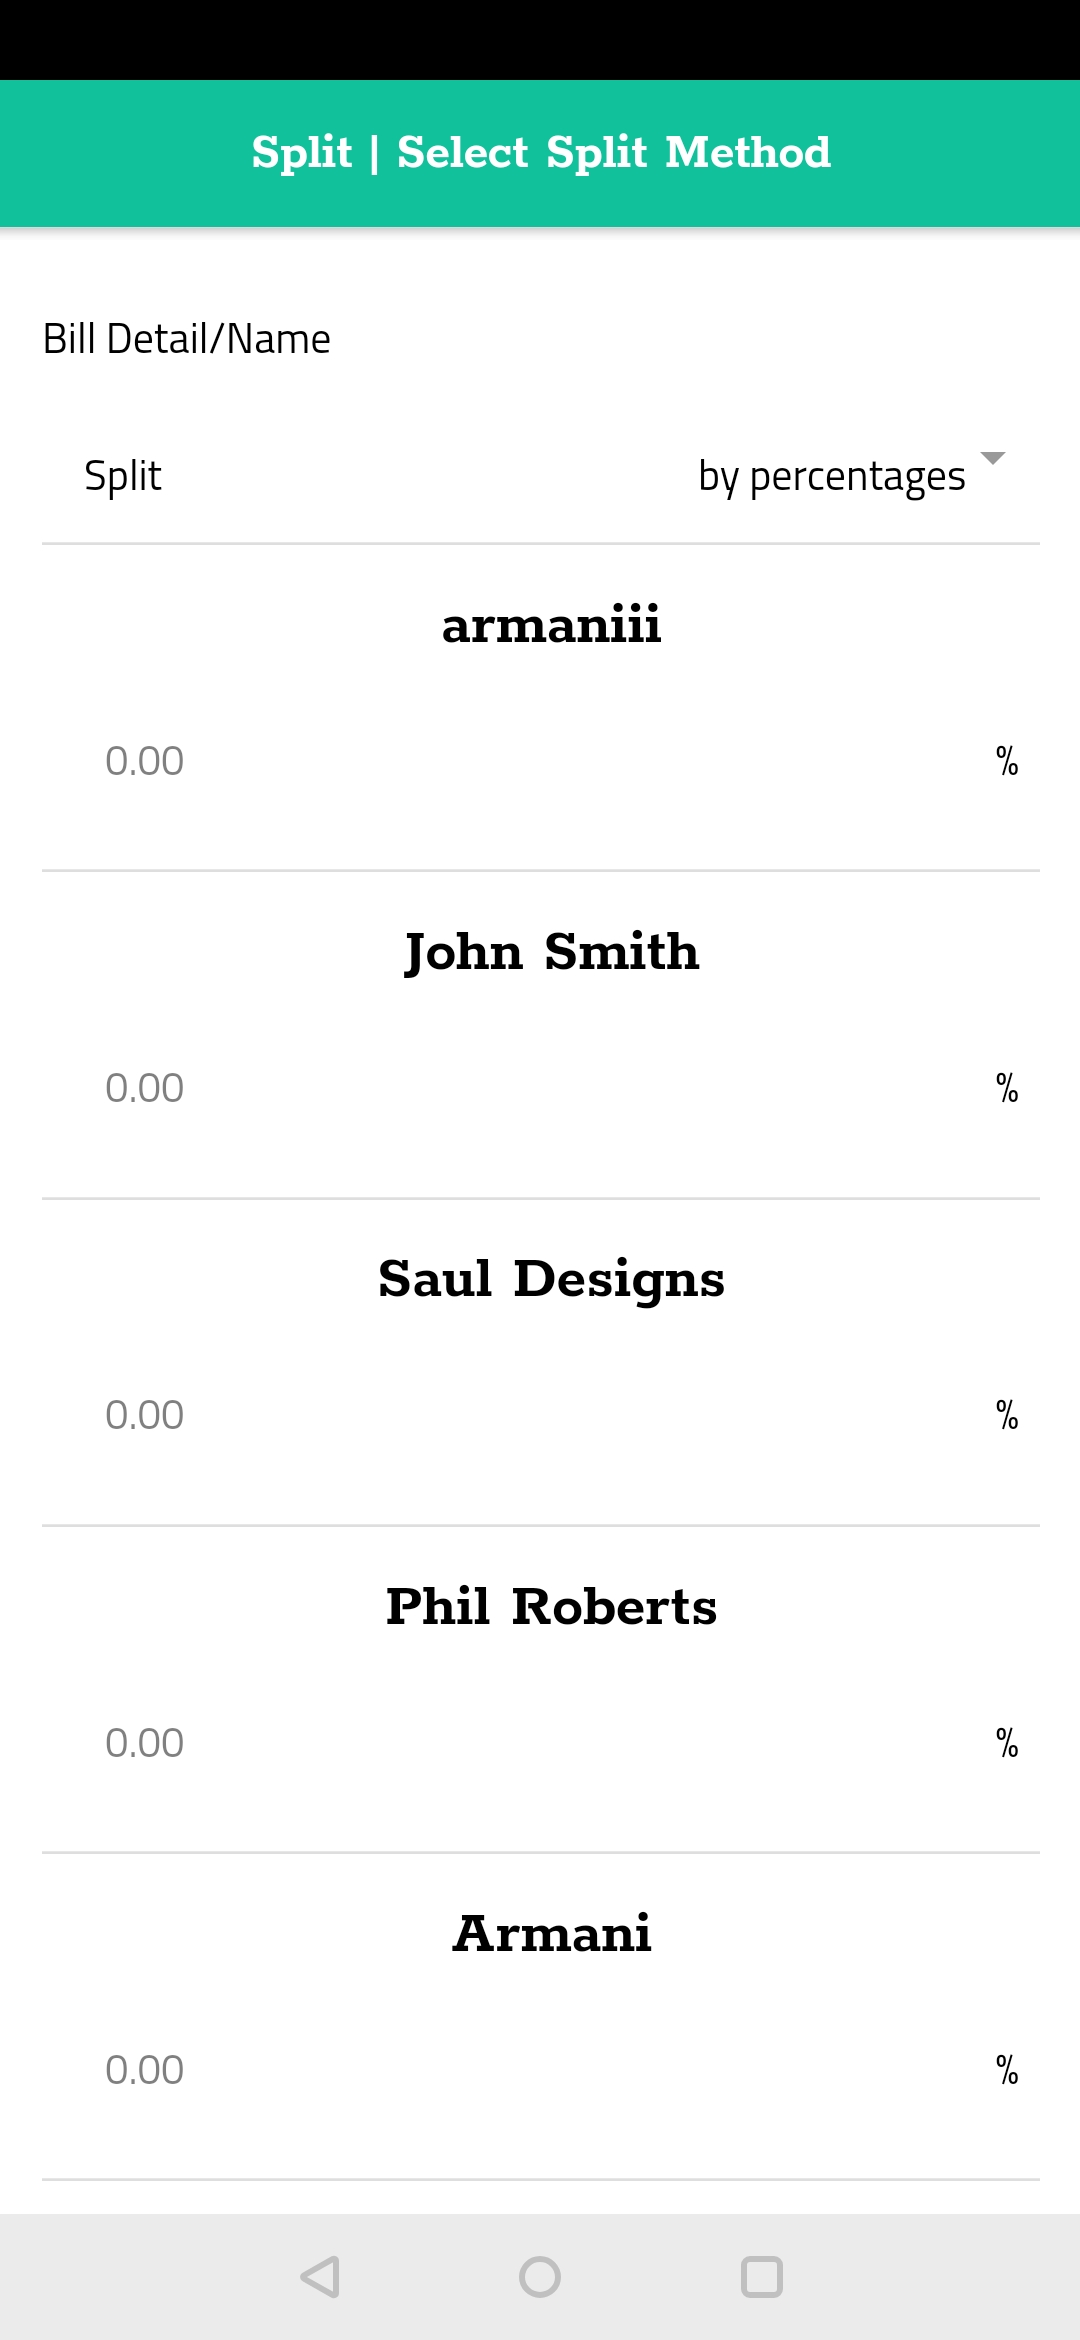 Split | Select Split Method
Bill Detail/Name
Split by percentages
armaniii
0.00 %
John Smith
0.00 %
Saul Designs
0.00 %
Phil Roberts
0.00 %
Armani
0.00 %